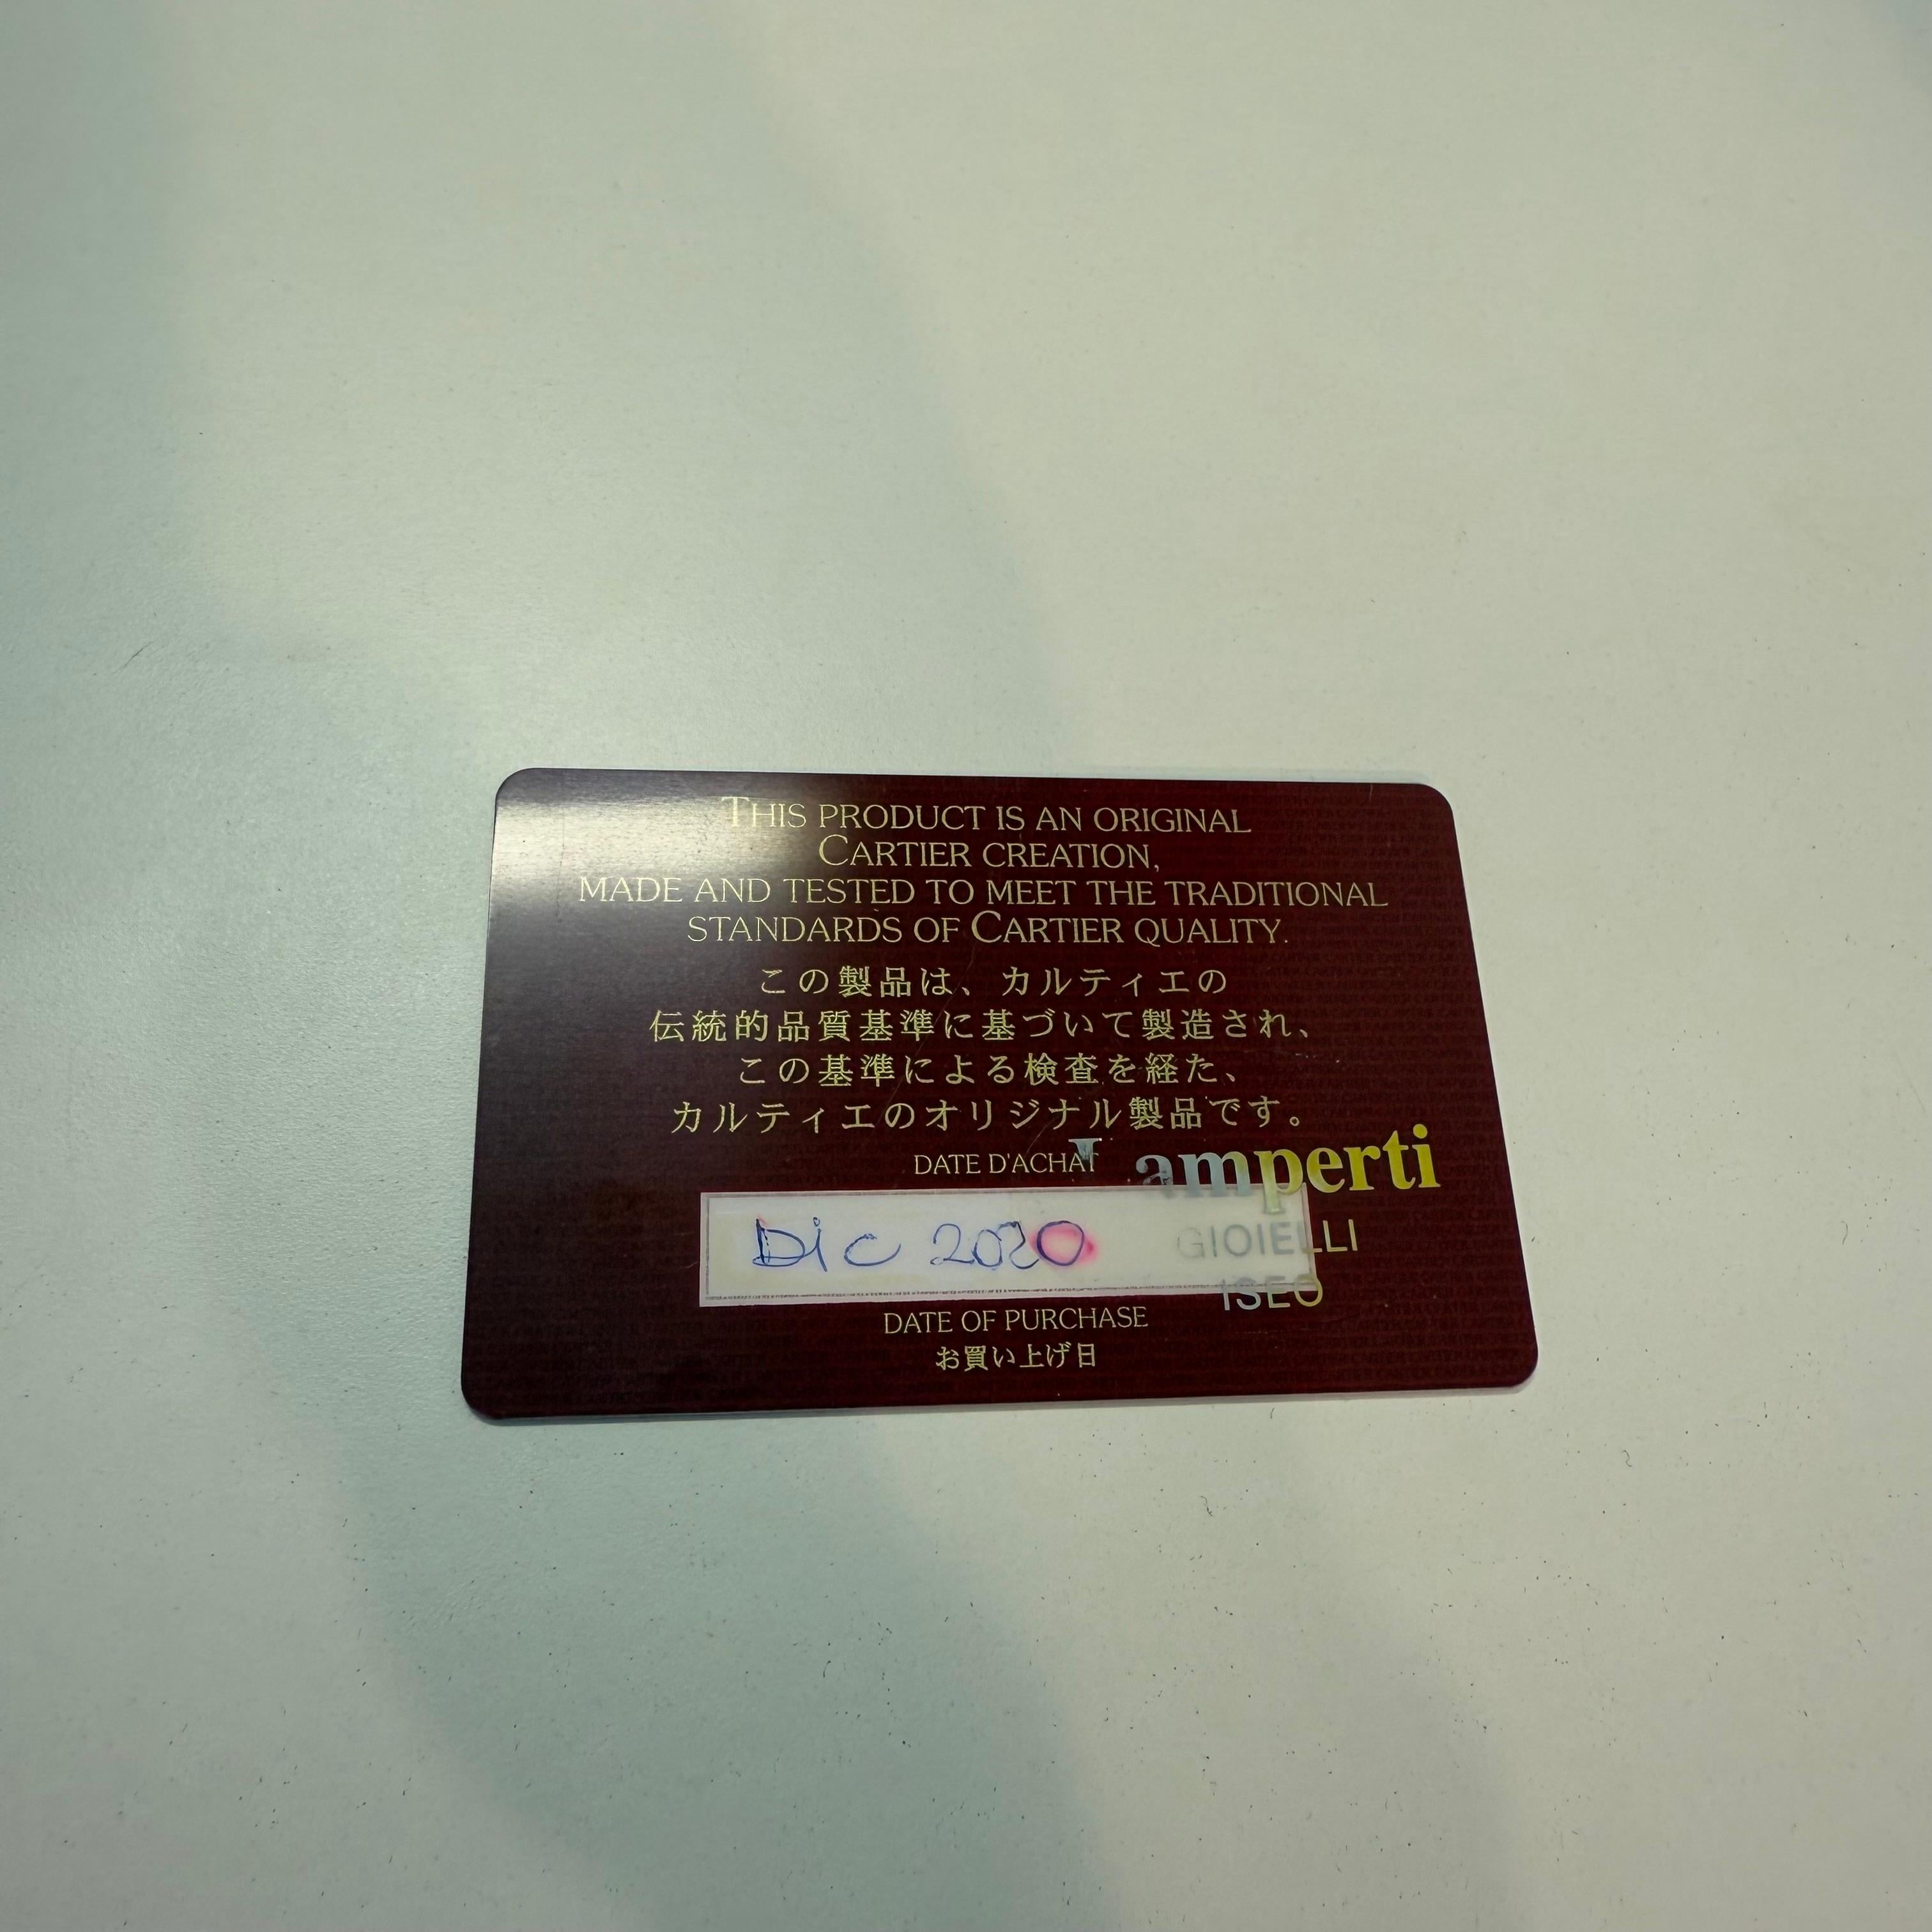 THIS PRODUCT IS AN ORIGINAL
CARTIER CREATION,
MADE AND TESTED TO MEET THE TRADITIONAL
STANDARDS OF CARTIER QUALITY.
この製品は、カルティエの
伝統的品質基準に基づいて製造され、
この基準による検査を経た、
カルティエのオリジナル製品です。
DATE D'ACHAT
amperti
Dic 2020
GIOIELLI
ISEO
DATE OF PURCHASE
お買い上げ日